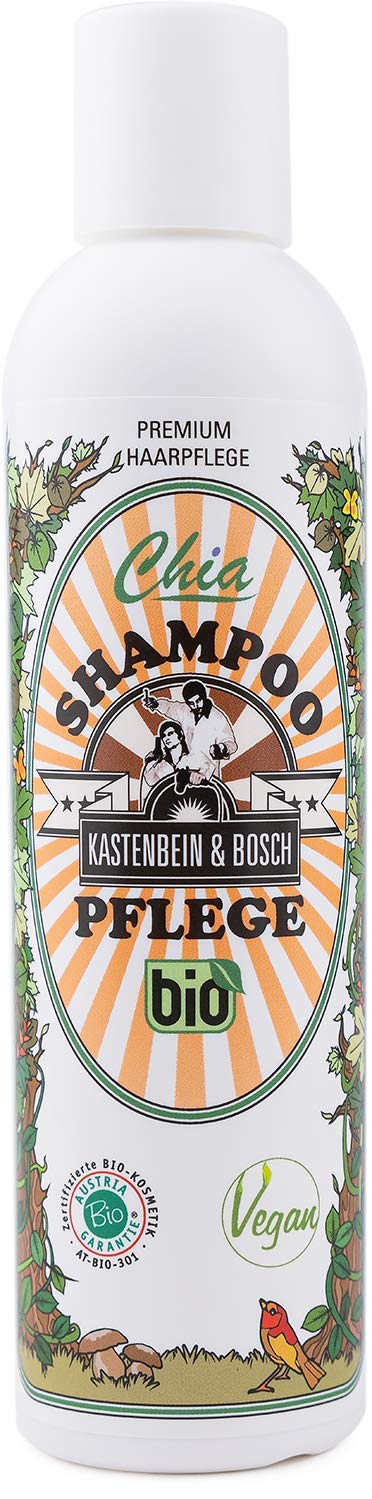 PREMIUM
HAARPFLEGE
Chia
SHAMPOO
KASTENBEIN & BOSCH
PFLEGE
bio
Zertifizierte BIO-KOSMETIK
AUSTRIA
Bio
GARANTIE®
· AT-BIO-301 ·
Vegan